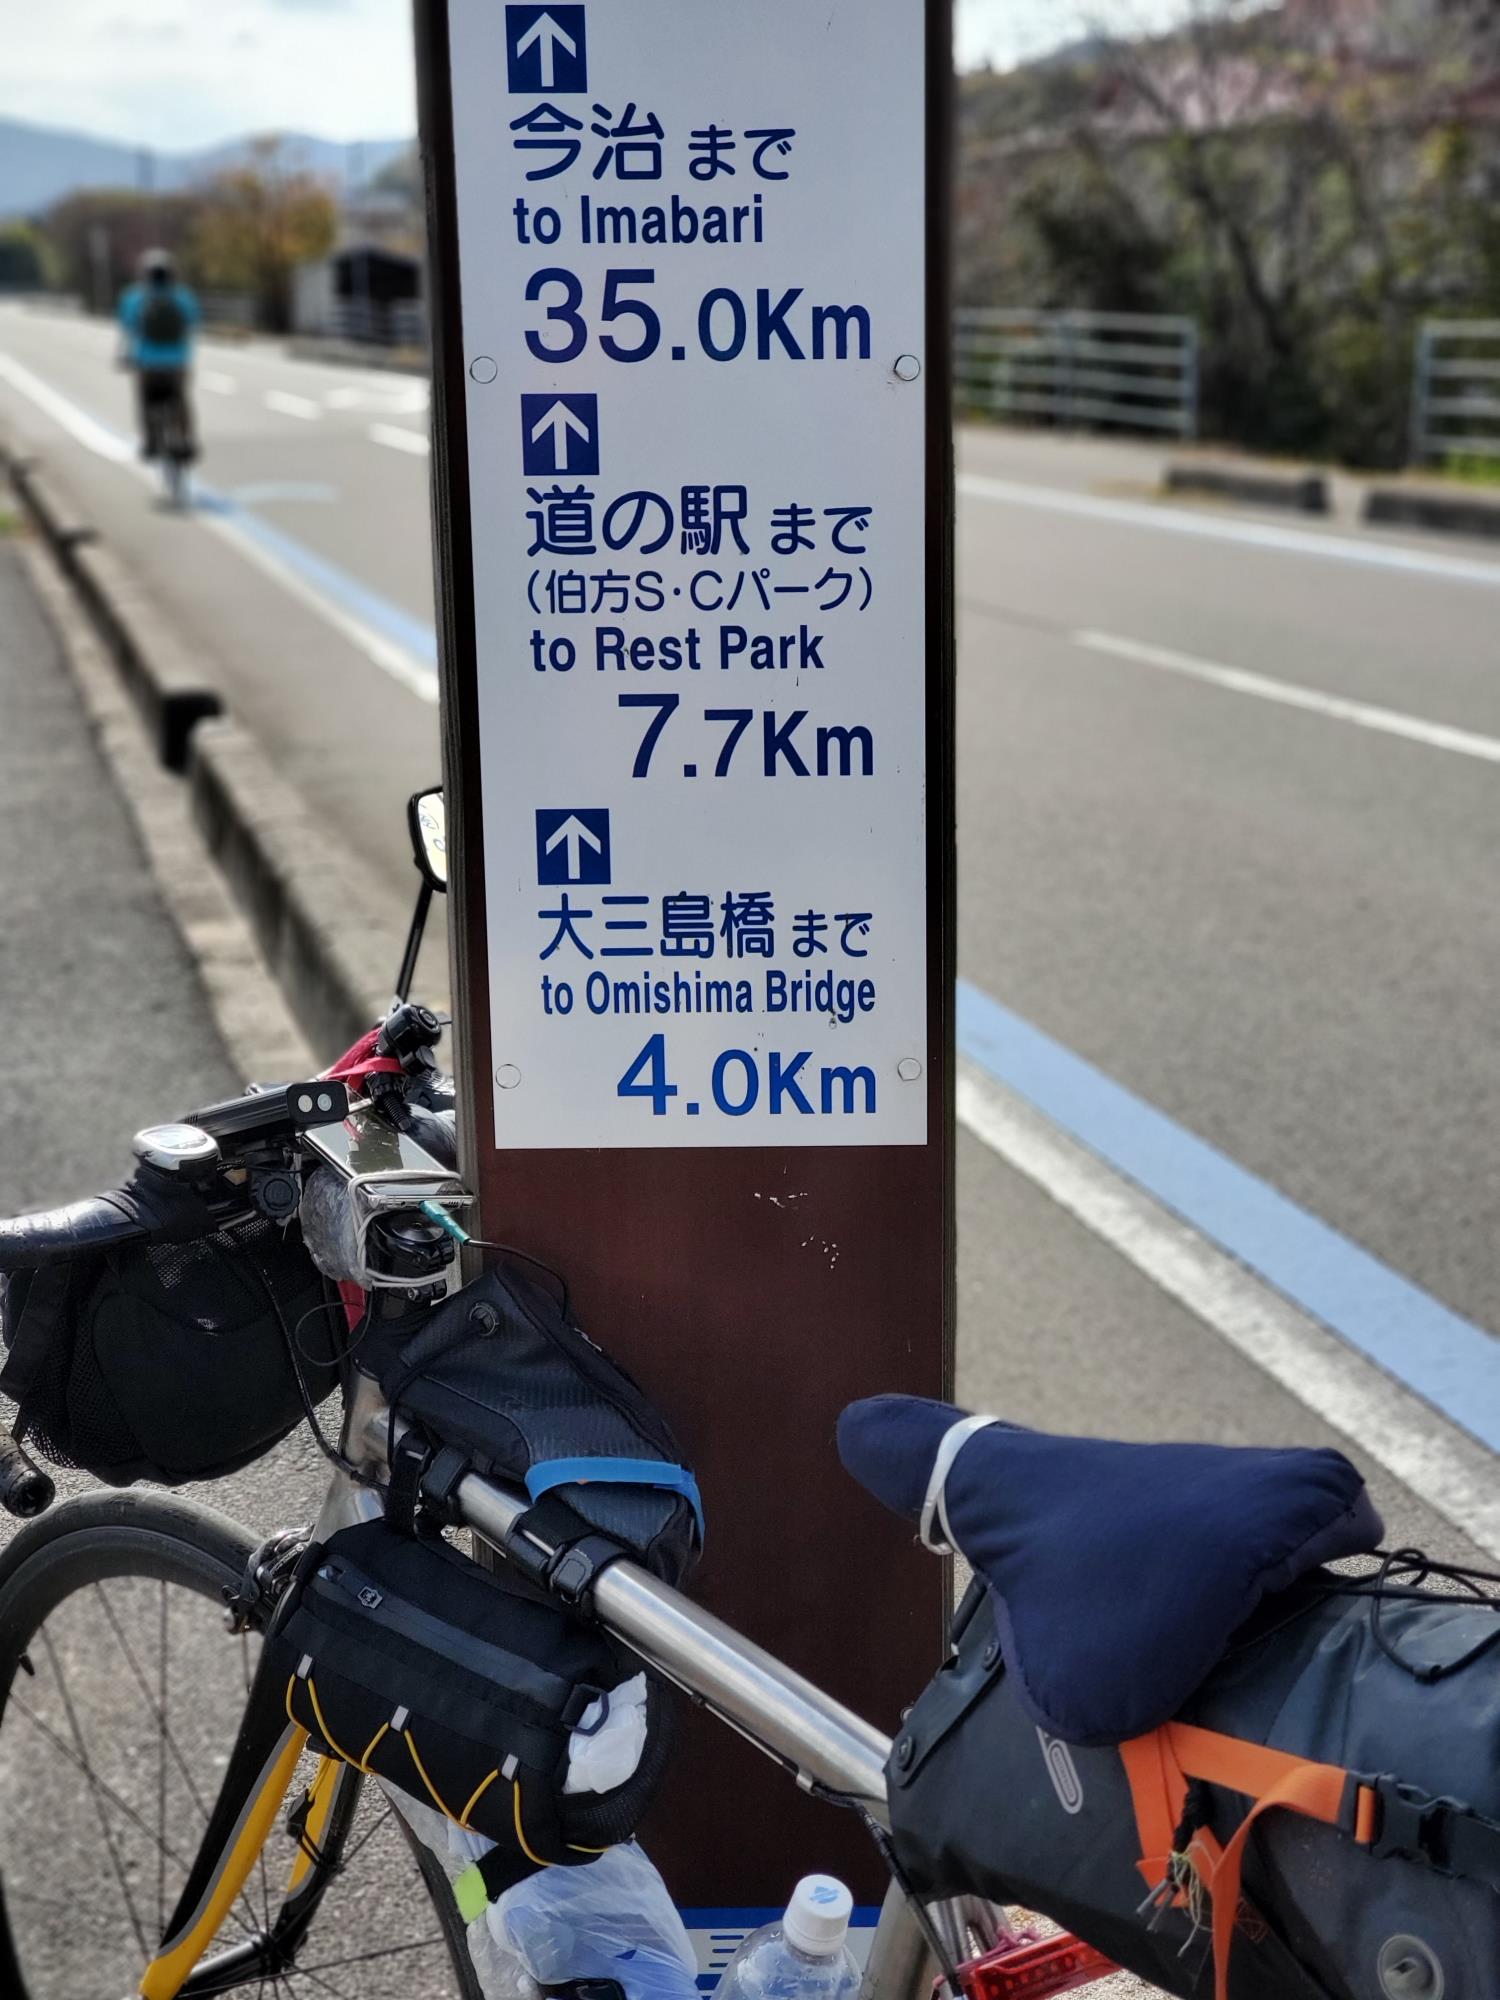 今治まで
to Imabari
35.0Km
道の駅まで
(伯方S・Cパーク)
to Rest Park
7.7Km
大三島橋まで
to Omishima Bridge
4.0Km